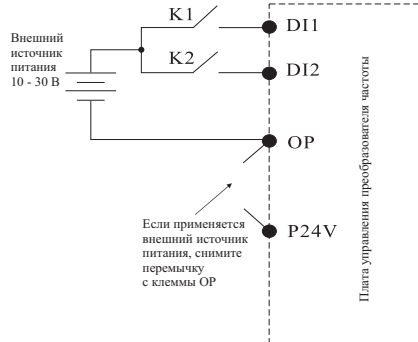 K1
DI1
Внешний
источник
питания
10 - 30 В
K2
DI2
OP
Если применяется
внешний источник
питания, снимите
перемычку
с клеммы OP
P24V
Плата управления преобразователя частоты